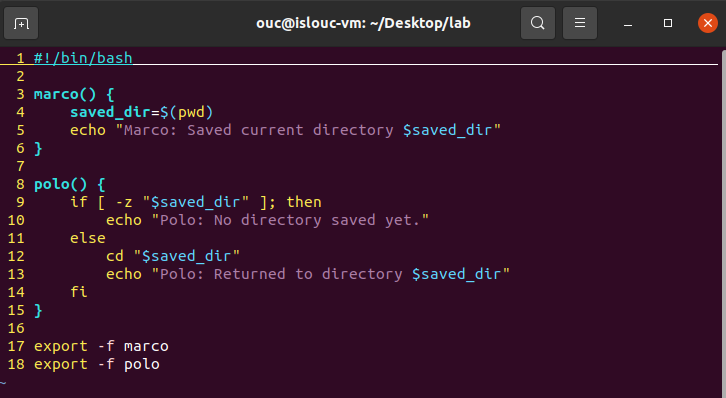 ouc@islouc-vm: ~/Desktop/lab
1 #!/bin/bash
2
3 marco() {
4     saved_dir=$(pwd)
5     echo "Marco: Saved current directory $saved_dir"
6 }
7
8 polo() {
9     if [ -z "$saved_dir" ]; then
10         echo "Polo: No directory saved yet."
11     else
12         cd "$saved_dir"
13         echo "Polo: Returned to directory $saved_dir"
14     fi
15 }
16
17 export -f marco
18 export -f polo
~